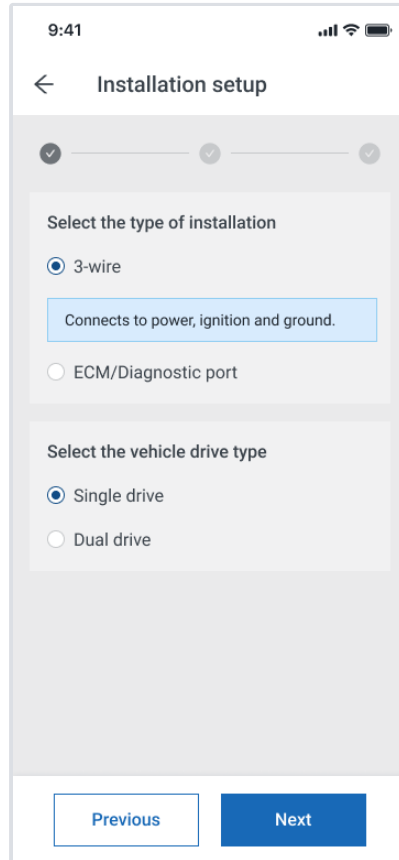 9:41
Installation setup
Select the type of installation
3-wire
Connects to power, ignition and ground.
ECM/Diagnostic port
Select the vehicle drive type
Single drive
Dual drive
Previous Next